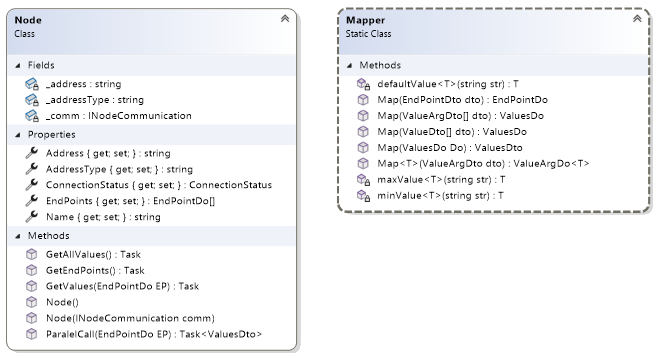 Node
Class
Fields
_address : string
_addressType : string
_comm : INodeCommunication
Properties
Address { get; set; } : string
AddressType { get; set; } : string
ConnectionStatus { get; set; } : ConnectionStatus
EndPoints { get; set; } : EndPointDo[]
Name { get; set; } : string
Methods
GetAllValues() : Task
GetEndPoints() : Task
GetValues(EndPointDo EP) : Task
Node()
Node(INodeCommunication comm)
ParalelCall(EndPointDo EP) : Task<ValuesDto>
Mapper
Static Class
Methods
defaultValue<T>(string str) : T
Map(EndPointDto dto) : EndPointDo
Map(ValueArgDto[] dto) : ValuesDo
Map(ValueDto[] dto) : ValuesDo
Map(ValuesDo Do) : ValuesDto
Map<T>(ValueArgDto dto) : ValueArgDo<T>
maxValue<T>(string str) : T
minValue<T>(string str) : T